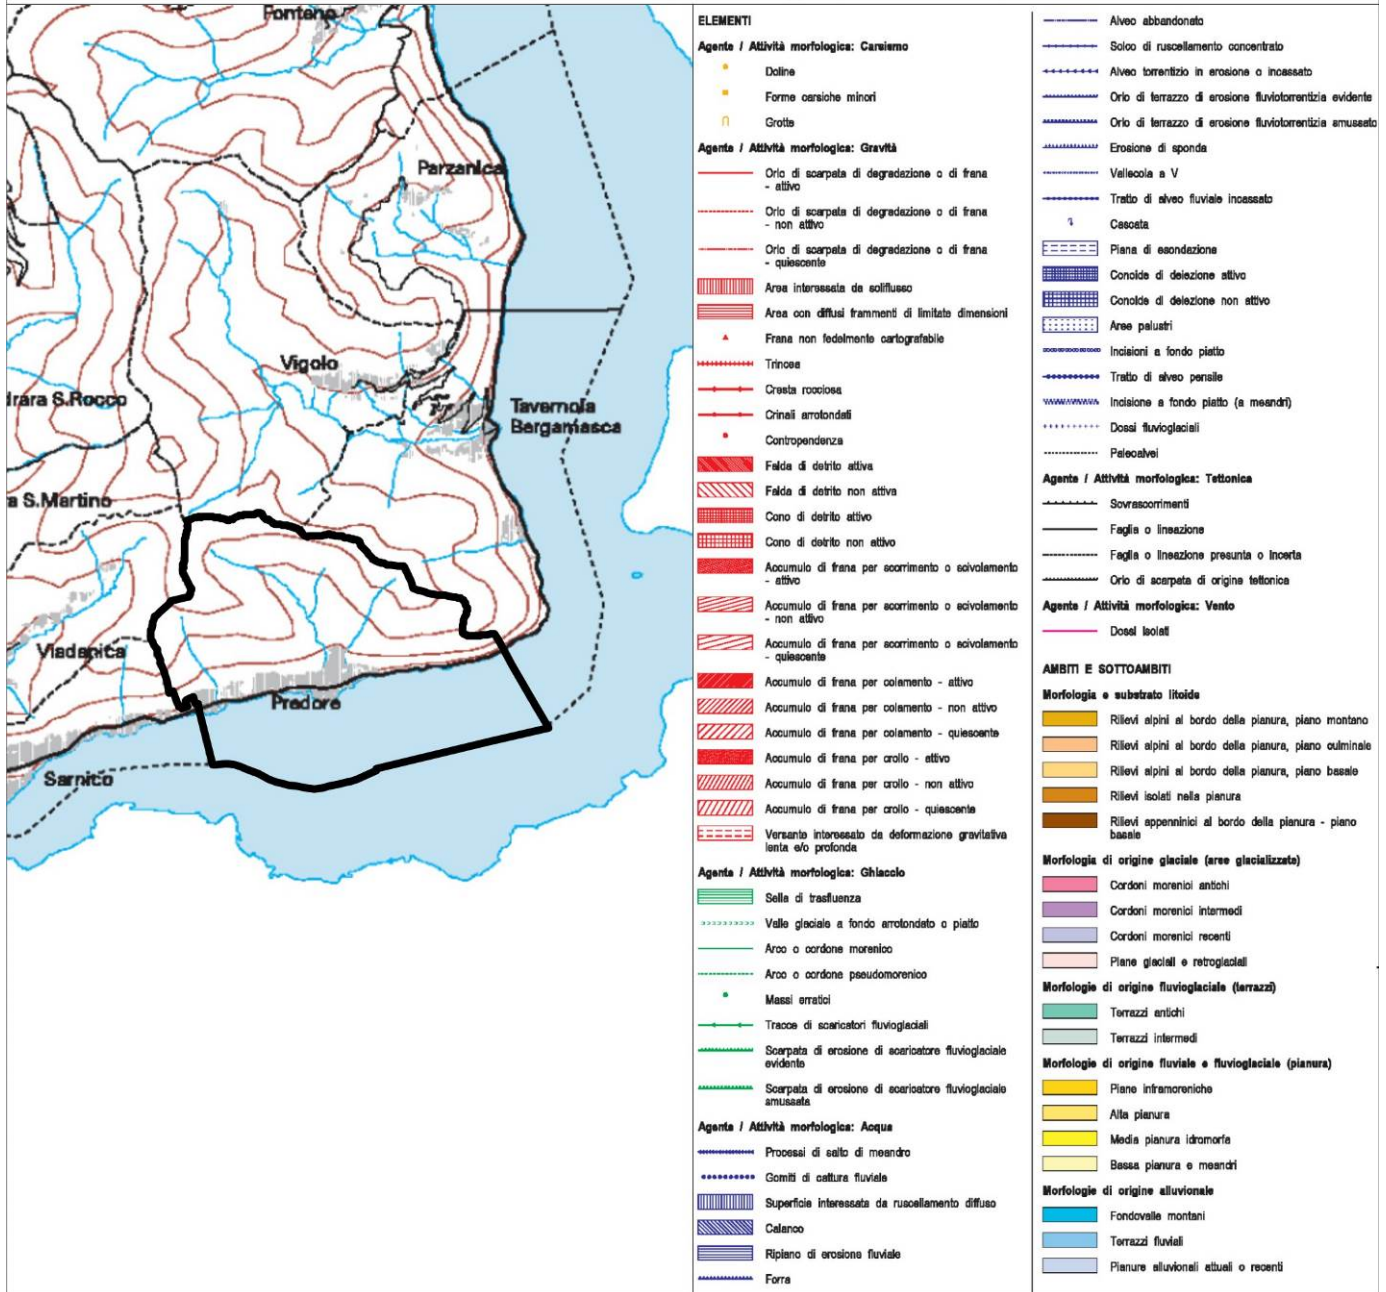 Fonteno
Parzanica
Vigolo
drara S.Rocco
Tavernola
Bergamasca
a S.Martino
Viadanica
Predore
Sarnico
ELEMENTI
Agente / Attività morfologica: Carsismo
Doline
Forme carsiche minori
Grotte
Agente / Attività morfologica: Gravità
Orlo di scarpata di degradazione o di frana
- attivo
Orlo di scarpata di degradazione o di frana
- non attivo
Orlo di scarpata di degradazione o di frana
- quiescente
Area interessata da soliflusso
Area con diffusi frammenti di limitate dimensioni
Frana non fedelmente cartografabile
Trincea
Cresta rocciosa
Crinali arrotondati
Contropendenza
Falda di detrito attiva
Falda di detrito non attiva
Cono di detrito attivo
Cono di detrito non attivo
Accumulo di frana per scorrimento o scivolamento
- attivo
Accumulo di frana per scorrimento o scivolamento
- non attivo
Accumulo di frana per scorrimento o scivolamento
- quiescente
Accumulo di frana per colamento - attivo
Accumulo di frana per colamento - non attivo
Accumulo di frana per colamento - quiescente
Accumulo di frana per crollo - attivo
Accumulo di frana per crollo - non attivo
Accumulo di frana per crollo - quiescente
Versante interessato da deformazione gravitativa
lenta e/o profonda
Agente / Attività morfologica: Ghiaccio
Sella di trasfluenza
Valle glaciale a fondo arrotondato o piatto
Arco o cordone morenico
Arco o cordone pseudomorenico
Massi erratici
Tracce di scaricatori fluvioglaciali
Scarpata di erosione di scaricatore fluvioglaciale
evidente
Scarpata di erosione di scaricatore fluvioglaciale
smussata
Agente / Attività morfologica: Acqua
Processi di salto di meandro
Gomiti di cattura fluviale
Superficie interessata da ruscellamento diffuso
Calanco
Ripiano di erosione fluviale
Forra
Alveo abbandonato
Solco di ruscellamento concentrato
Alveo torrentizio in erosione o incassato
Orlo di terrazzo di erosione fluviotorrentizia evidente
Orlo di terrazzo di erosione fluviotorrentizia smussato
Erosione di sponda
Vallecola a V
Tratto di alveo fluviale incassato
Cascata
Piana di esondazione
Conoide di deiezione attivo
Conoide di deiezione non attivo
Aree palustri
Incisioni a fondo piatto
Tratto di alveo pensile
Incisione a fondo piatto (a meandri)
Dossi fluvioglaciali
Paleoalvei
Agente / Attività morfologica: Tettonica
Sovrascorrimenti
Faglia o lineazione
Faglia o lineazione presunta o incerta
Orlo di scarpata di origine tettonica
Agente / Attività morfologica: Vento
Dossi isolati
AMBITI E SOTTOAMBITI
Morfologia e substrato litoide
Rilievi alpini al bordo della pianura, piano montano
Rilievi alpini al bordo della pianura, piano culminale
Rilievi alpini al bordo della pianura, piano basale
Rilievi isolati nella pianura
Rilievi appenninici al bordo della pianura - piano
basale
Morfologia di origine glaciale (aree glacializzate)
Cordoni morenici antichi
Cordoni morenici intermedi
Cordoni morenici recenti
Piane glaciali e retroglaciali
Morfologie di origine fluvioglaciale (terrazzi)
Terrazzi antichi
Terrazzi intermedi
Morfologie di origine fluviale e fluvioglaciale (pianura)
Piane inframoreniche
Alta pianura
Media pianura idromorfa
Bassa pianura e meandri
Morfologie di origine alluvionale
Fondovalle montani
Terrazzi fluviali
Pianure alluvionali attuali o recenti